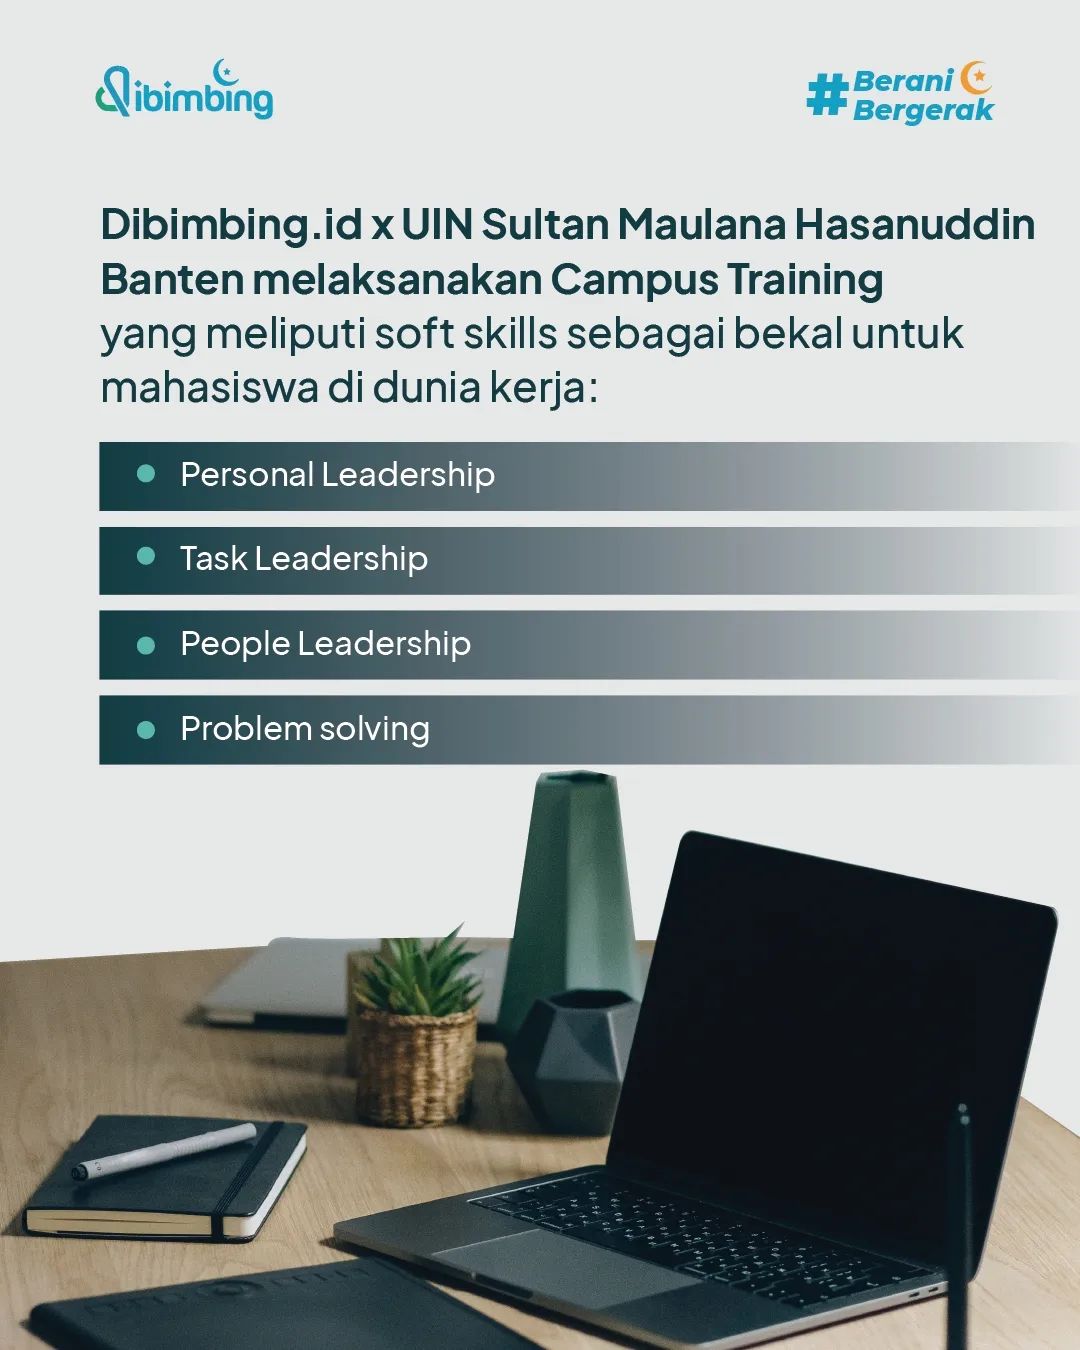 Dibimbing
#Berani Bergerak
Dibimbing.id x UIN Sultan Maulana Hasanuddin
Banten melaksanakan Campus Training
yang meliputi soft skills sebagai bekal untuk
mahasiswa di dunia kerja:
Personal Leadership
Task Leadership
People Leadership
Problem solving